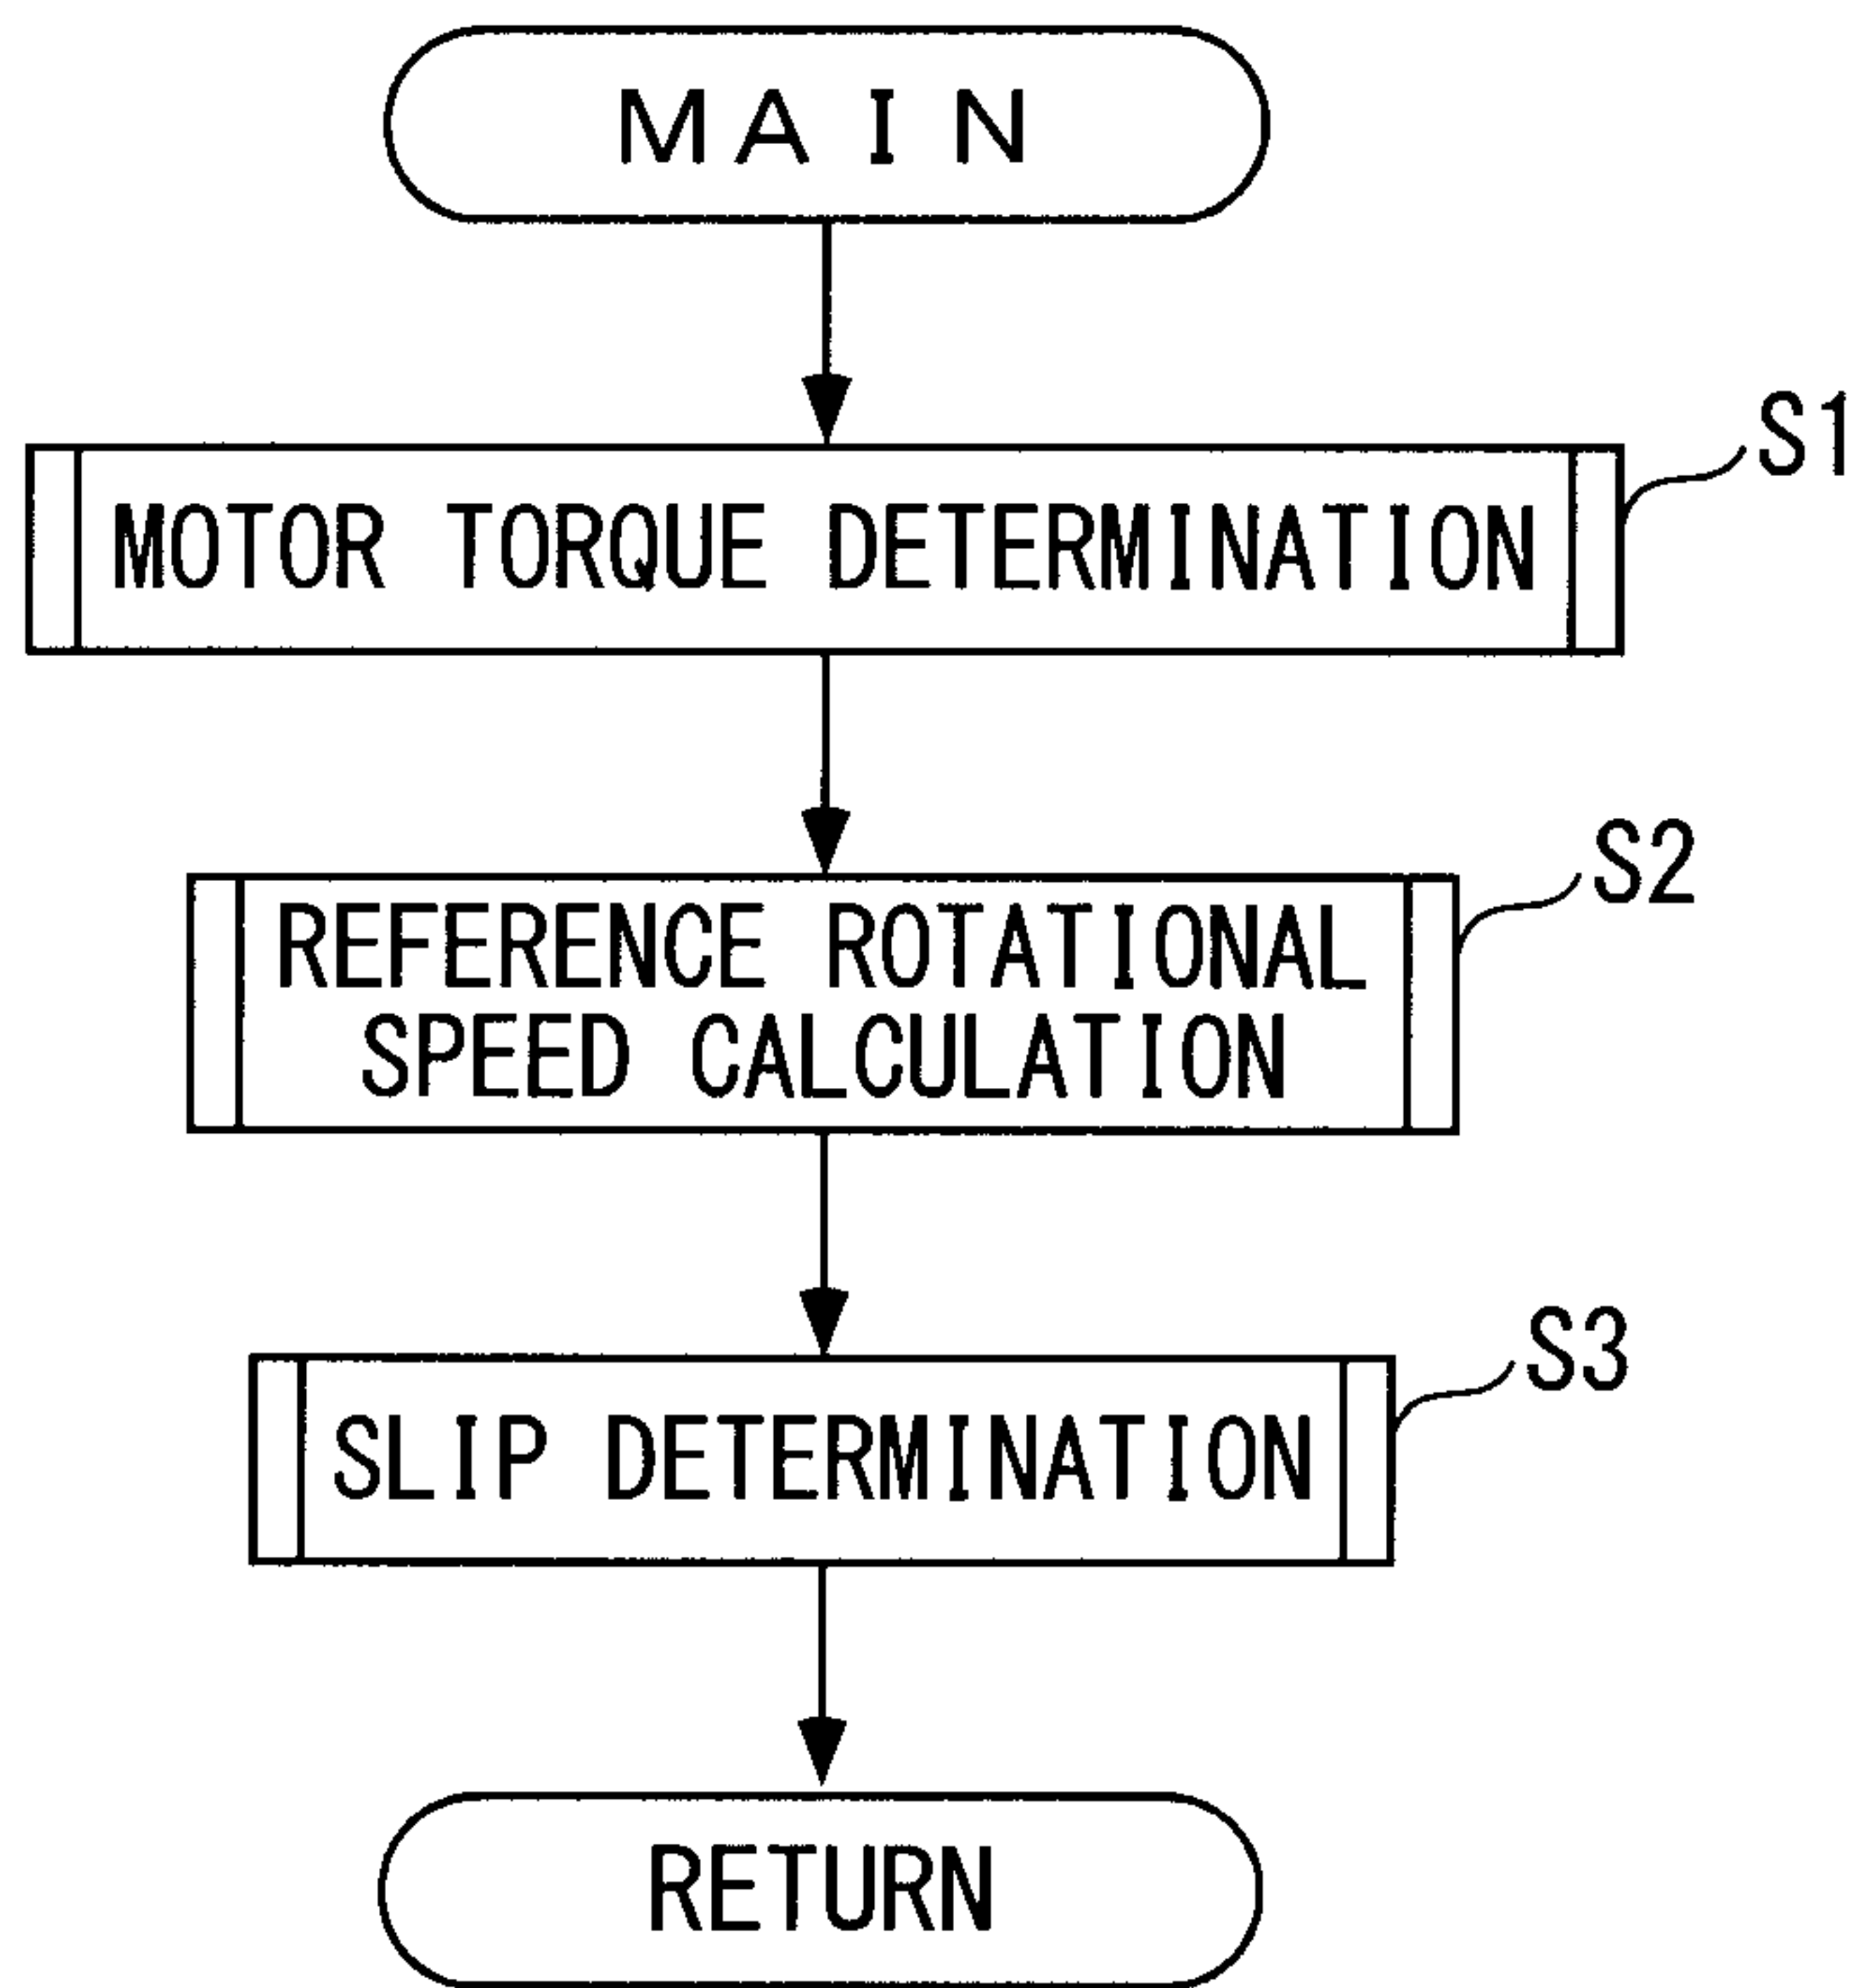 MAIN
S1
MOTOR TORQUE DETERMINATION
S2
REFERENCE ROTATIONAL
SPEED CALCULATION
S3
SLIP DETERMINATION
RETURN